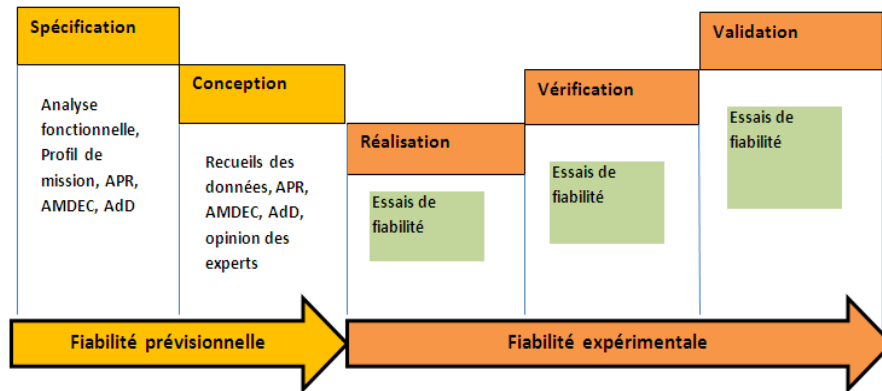 Spécification
Analyse
fonctionnelle,
Profil de
mission, APR,
AMDEC, AdD
Conception
Recueils des
données, APR,
AMDEC, AdD,
opinion des
experts
Réalisation
Essais de
fiabilité
Vérification
Essais de
fiabilité
Validation
Essais de
fiabilité
Fiabilité prévisionnelle
Fiabilité expérimentale